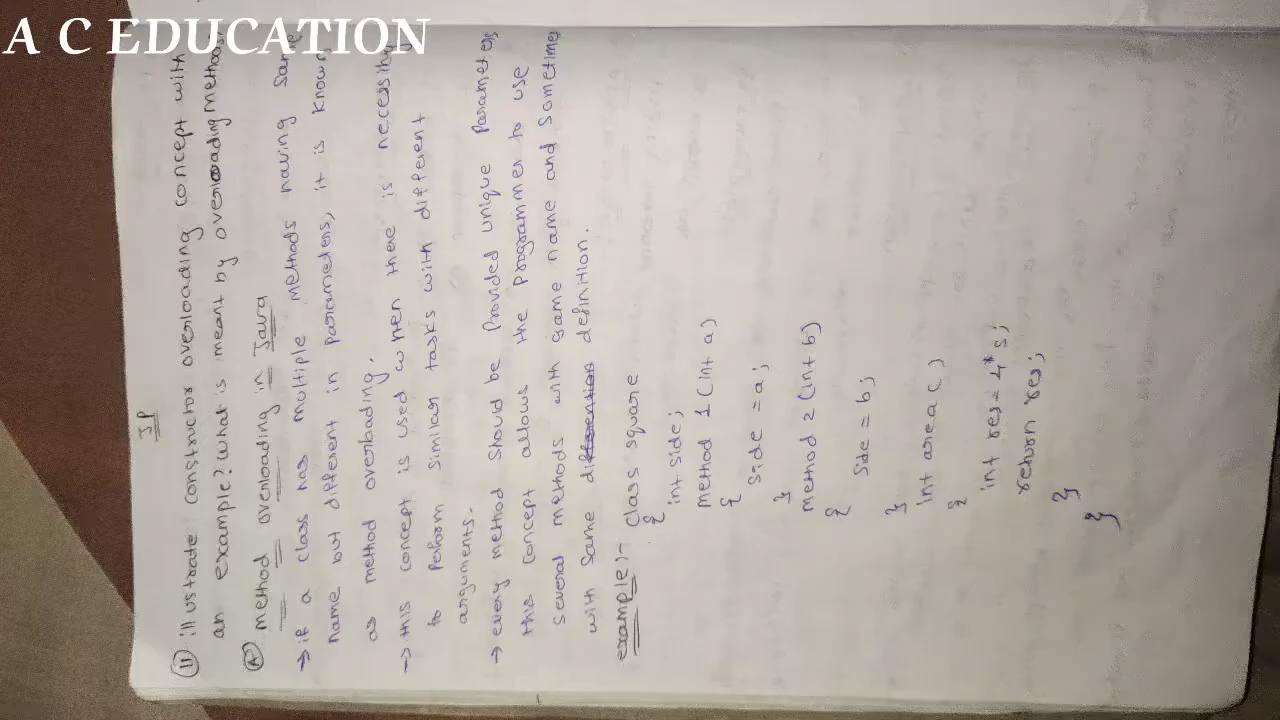 A C EDUCATION
JP
11 illustrate constructor overloading concept with
an example? what is meant by overloading methods
A method overloading in Java
→ if a class has multiple methods having same
name but different in parameters, it is known
as method overloading.
→ this concept is used when there is necessity
to perform similar tasks with different
arguments.
→ every method should be provided unique parameters
this concept allows the programmer to use
several methods with same name and sometimes
with same definition.
example:- class square
{
int side;
method 1 (int a)
{
side = a;
}
method 2 (int b)
{
side = b;
}
int area ( )
{
int res = 4* s;
return res;
}
}